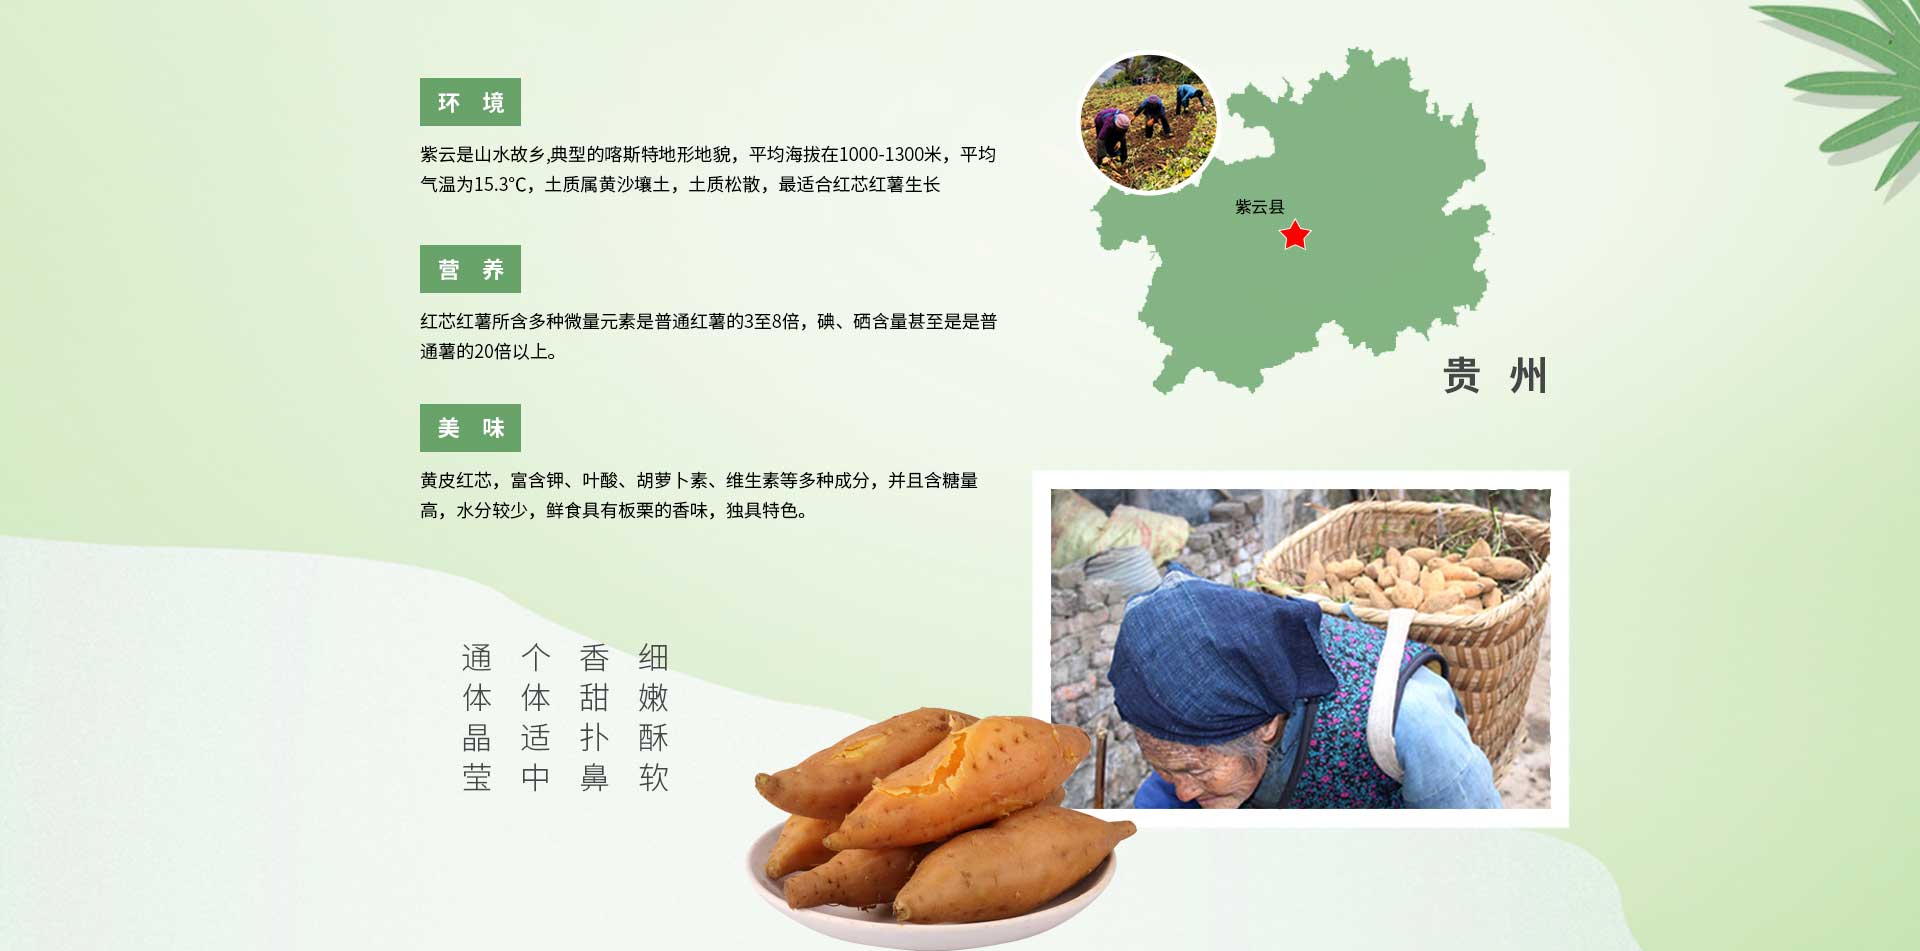 环 境
紫云是山水故乡,典型的喀斯特地形地貌，平均海拔在1000-1300米，平均
气温为15.3℃，土质属黄沙壤土，土质松散，最适合红芯红薯生长
营 养
红芯红薯所含多种微量元素是普通红薯的3至8倍，碘、硒含量甚至是是普
通薯的20倍以上。
美 味
黄皮红芯，富含钾、叶酸、胡萝卜素、维生素等多种成分，并且含糖量
高，水分较少，鲜食具有板栗的香味，独具特色。
紫云县
贵 州
细嫩酥软
香甜扑鼻
个体适中
通体晶莹